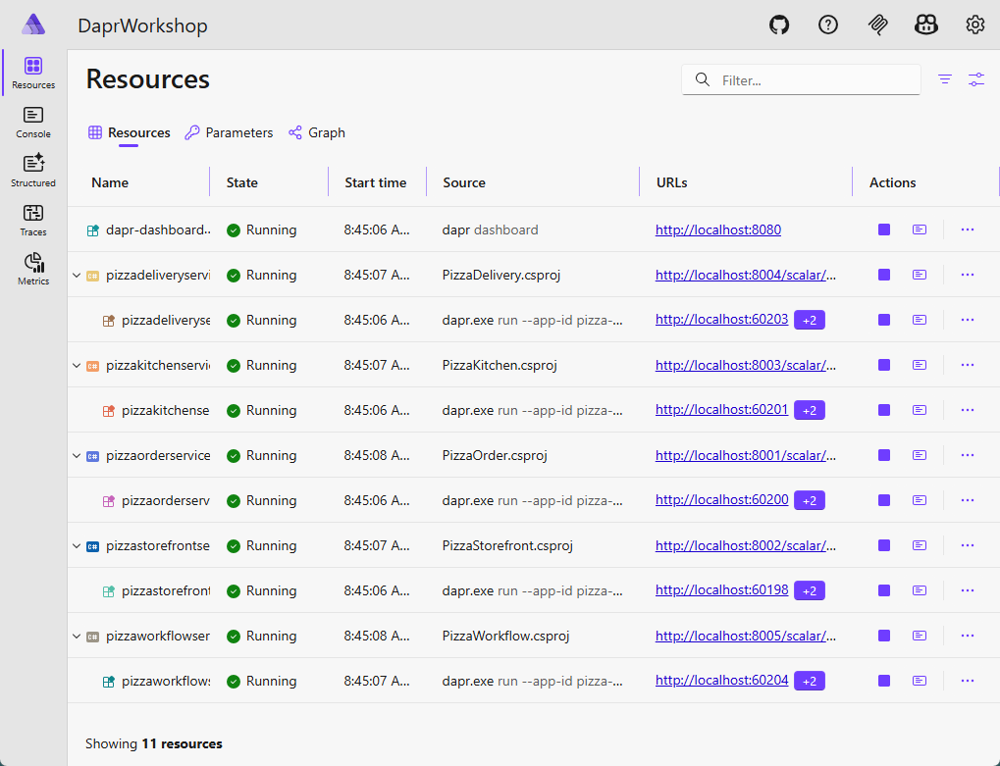 DaprWorkshop
Resources
Console
Structured
Traces
Metrics
Resources
Filter...
Resources Parameters Graph
Name State Start time Source URLs Actions
dapr-dashboard.. Running 8:45:06 A... dapr dashboard http://localhost:8080
C# pizzadeliveryservi Running 8:45:07 A... PizzaDelivery.csproj http://localhost:8004/scalar/...
pizzadeliveryse Running 8:45:06 A... dapr.exe run --app-id pizza-... http://localhost:60203 +2
C# pizzakitchenservi Running 8:45:07 A... PizzaKitchen.csproj http://localhost:8003/scalar/...
pizzakitchense Running 8:45:06 A... dapr.exe run --app-id pizza-... http://localhost:60201 +2
C# pizzaorderservice Running 8:45:08 A... PizzaOrder.csproj http://localhost:8001/scalar/...
pizzaorderserv Running 8:45:06 A... dapr.exe run --app-id pizza-... http://localhost:60200 +2
C# pizzastorefrontse Running 8:45:07 A... PizzaStorefront.csproj http://localhost:8002/scalar/...
pizzastorefront Running 8:45:06 A... dapr.exe run --app-id pizza-... http://localhost:60198 +2
C# pizzaworkflowser Running 8:45:08 A... PizzaWorkflow.csproj http://localhost:8005/scalar/...
pizzaworkflows Running 8:45:07 A... dapr.exe run --app-id pizza-... http://localhost:60204 +2
Showing 11 resources